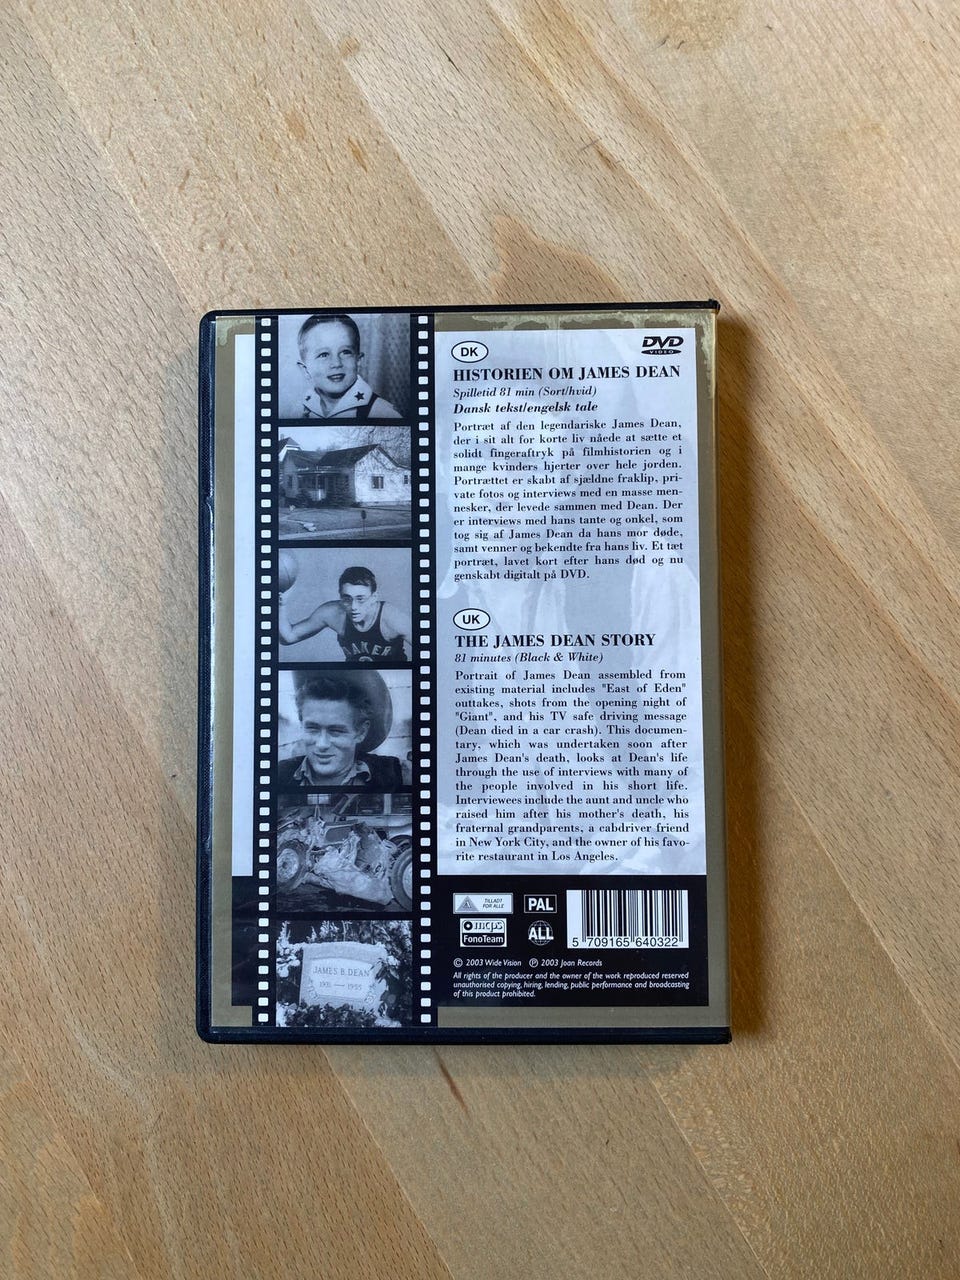 DK
DVD
VIDEO
HISTORIEN OM JAMES DEAN
Spilletid 81 min (Sort/hvid)
Dansk tekst/engelsk tale
Portræt af den legendariske James Dean,
der i sit alt for korte liv nåede at sætte et
solidt fingeraftryk på filmhistorien og i
mange kvinders hjerter over hele jorden.
Portrættet er skabt af sjældne fraklip, pri-
vate fotos og interviews med en masse men-
nesker, der levede sammen med Dean. Der
er interviews med hans tante og onkel, som
tog sig af James Dean da hans mor døde,
samt venner og bekendte fra hans liv. Et tæt
portræt, lavet kort efter hans død og nu
genskabt digitalt på DVD.
UK
THE JAMES DEAN STORY
81 minutes (Black & White)
Portrait of James Dean assembled from
existing material includes "East of Eden"
outtakes, shots from the opening night of
"Giant", and his TV safe driving message
(Dean died in a car crash). This documen-
tary, which was undertaken soon after
James Dean's death, looks at Dean's life
through the use of interviews with many of
the people involved in his short life.
Interviewees include the aunt and uncle who
raised him after his mother's death, his
fraternal grandparents, a cabdriver friend
in New York City, and the owner of his favo-
rite restaurant in Los Angeles.
AKER
JAMES B. DEAN
1931 — 1955
A TILLADT
FOR ALLE
PAL
mcps
FonoTeam
ALL
5 709165 640322
© 2003 Wide Vision ℗ 2003 Joan Records
All rights of the producer and the owner of the work reproduced reserved
unauthorised copying, hiring, lending, public performance and broadcasting
of this product prohibited.